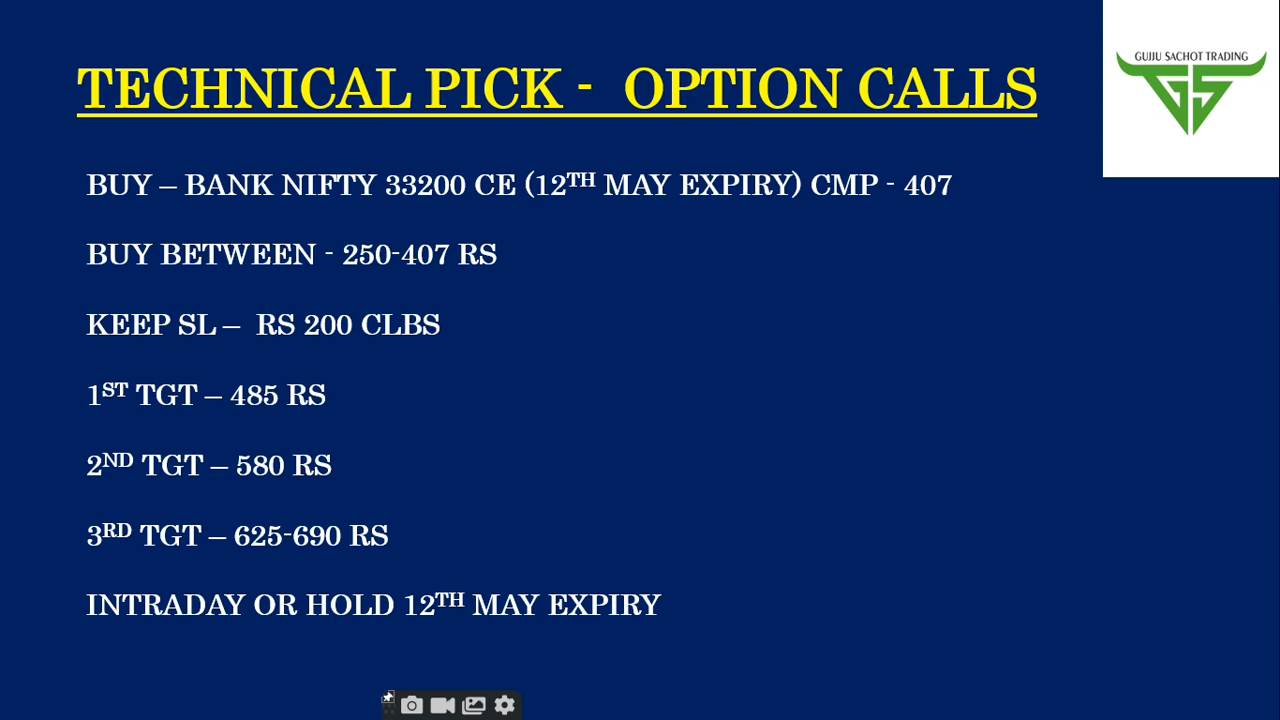 GUJJU SACHOT TRADING
TECHNICAL PICK - OPTION CALLS
BUY – BANK NIFTY 33200 CE (12TH MAY EXPIRY) CMP - 407
BUY BETWEEN - 250-407 RS
KEEP SL – RS 200 CLBS
1ST TGT – 485 RS
2ND TGT – 580 RS
3RD TGT – 625-690 RS
INTRADAY OR HOLD 12TH MAY EXPIRY